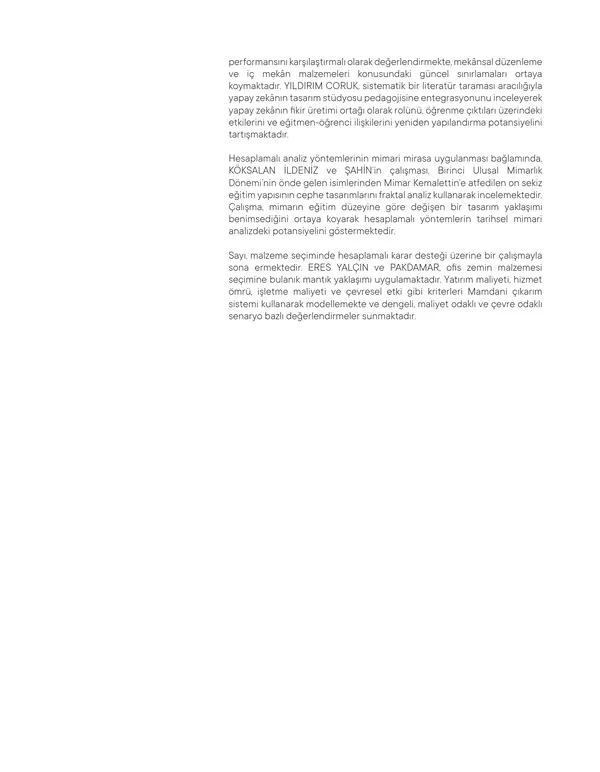 performansını karşılaştırmalı olarak değerlendirmekte, mekânsal düzenleme
ve iç mekân malzemeleri konusundaki güncel sınırlamaları ortaya
koymaktadır. YILDIRIM CORUK, sistematik bir literatür taraması aracılığıyla
yapay zekânın tasarım stüdyosu pedagojisine entegrasyonunu inceleyerek
yapay zekânın fikir üretimi ortağı olarak rolünü, öğrenme çıktıları üzerindeki
etkilerini ve eğitmen-öğrenci ilişkilerini yeniden yapılandırma potansiyelini
tartışmaktadır.
Hesaplamalı analiz yöntemlerinin mimari mirasa uygulanması bağlamında,
KÖKSALAN İLDENİZ ve ŞAHİN'in çalışması, Birinci Ulusal Mimarlık
Dönemi'nin önde gelen isimlerinden Mimar Kemalettin'e atfedilen on sekiz
eğitim yapısının cephe tasarımlarını fraktal analiz kullanarak incelemektedir.
Çalışma, mimarın eğitim düzeyine göre değişen bir tasarım yaklaşımı
benimsediğini ortaya koyarak hesaplamalı yöntemlerin tarihsel mimari
analizdeki potansiyelini göstermektedir.
Sayı, malzeme seçiminde hesaplamalı karar desteği üzerine bir çalışmayla
sona ermektedir. ERES YALÇIN ve PAKDAMAR, ofis zemin malzemesi
seçimine bulanık mantık yaklaşımı uygulamaktadır. Yatırım maliyeti, hizmet
ömrü, işletme maliyeti ve çevresel etki gibi kriterleri Mamdani çıkarım
sistemi kullanarak modellemekte ve dengeli, maliyet odaklı ve çevre odaklı
senaryo bazlı değerlendirmeler sunmaktadır.